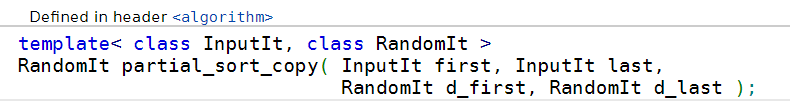 Defined in header <algorithm>
template< class InputIt, class RandomIt >
RandomIt partial_sort_copy( InputIt first, InputIt last,
RandomIt d_first, RandomIt d_last );